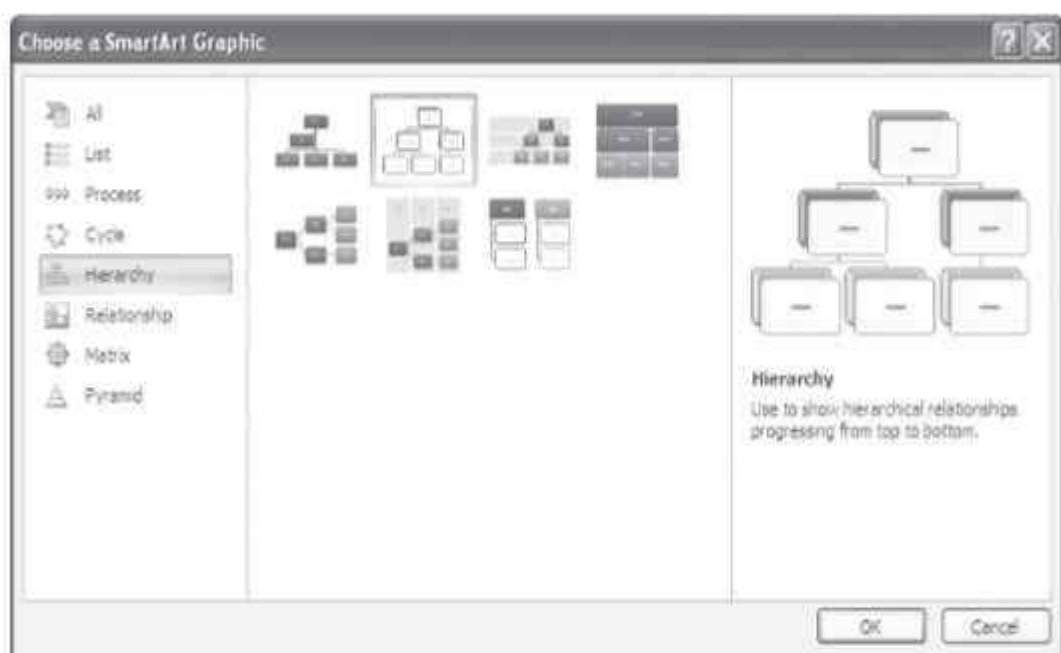 Choose a SmartArt Graphic
All
List
Process
Cycle
Hierarchy
Relationship
Matrix
Pyramid
Hierarchy
Use to show hierarchical relationships
progressing from top to bottom.
OK
Cancel